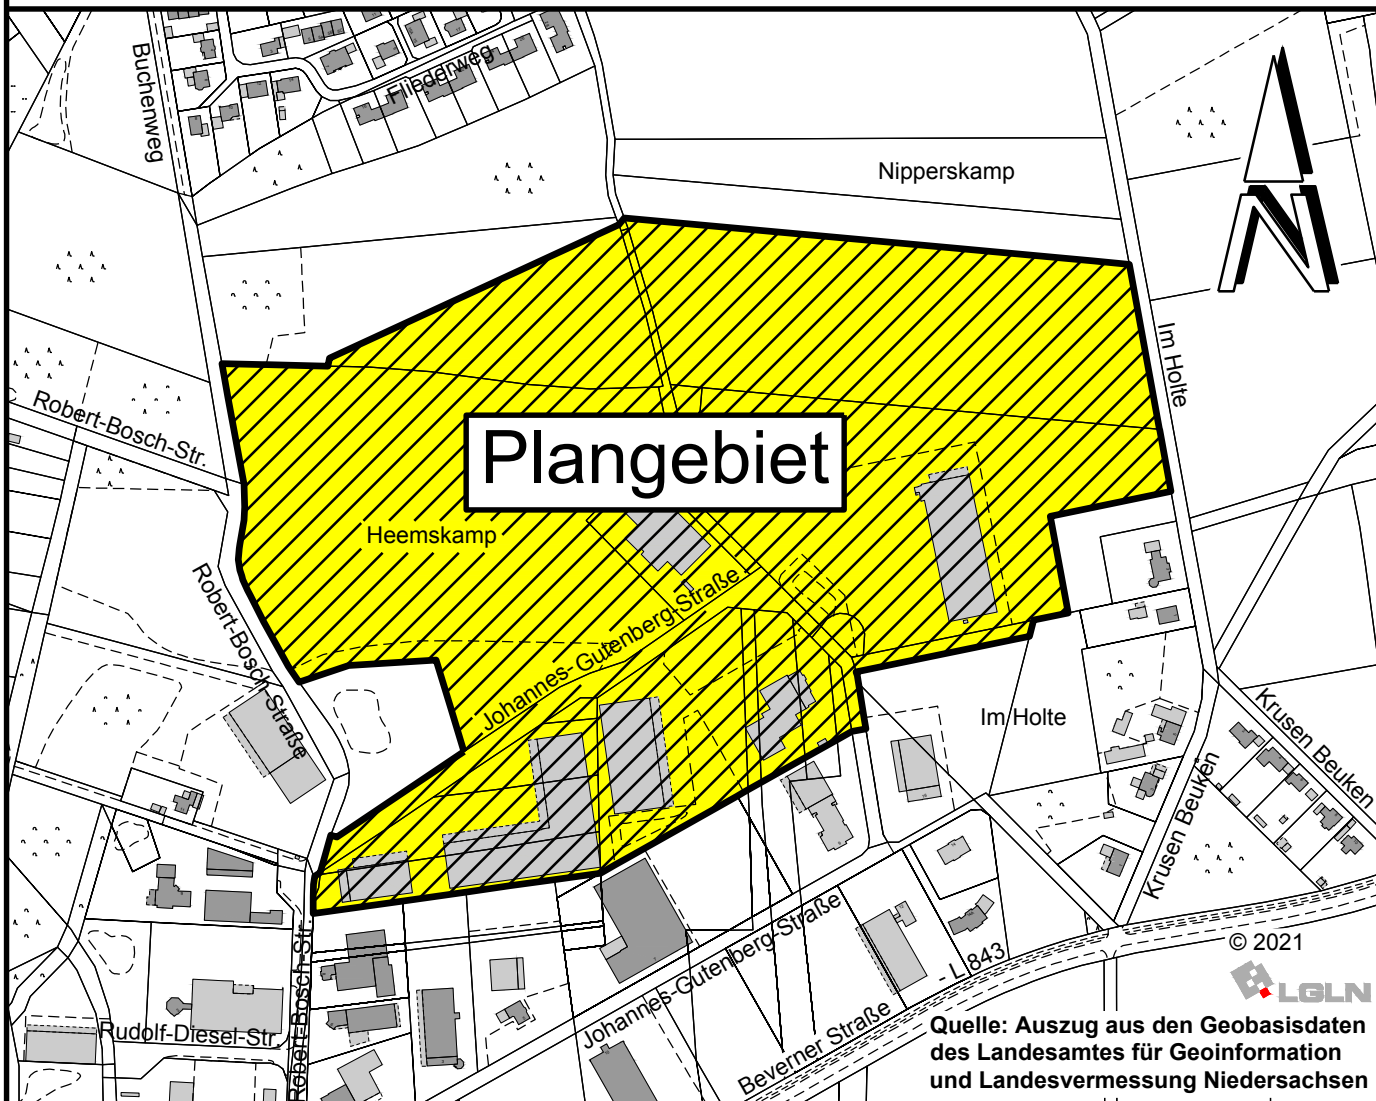 Buchenweg
Fliederweg
Nipperskamp
N
Im Holte
Robert-Bosch-Str.
Plangebiet
Heemskamp
Robert-Bosch-Straße
Johannes-Gutenberg-Straße
Im Holte
Krusen Beuken
Krusen Beuken
Robert-Bosch-Str.
Johannes-Gutenberg-Straße
Rudolf-Diesel-Str.
Beverner Straße - L 843
© 2021
LGLN
Quelle: Auszug aus den Geobasisdaten
des Landesamtes für Geoinformation
und Landesvermessung Niedersachsen